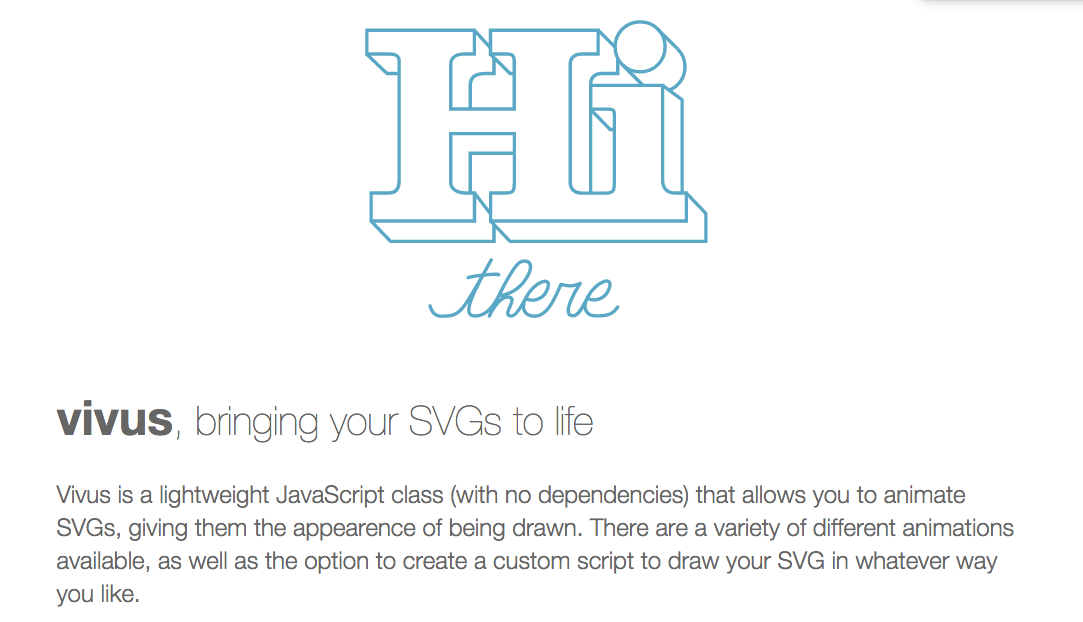 Hi
there
vivus, bringing your SVGs to life
Vivus is a lightweight JavaScript class (with no dependencies) that allows you to animate
SVGs, giving them the appearence of being drawn. There are a variety of different animations
available, as well as the option to create a custom script to draw your SVG in whatever way
you like.